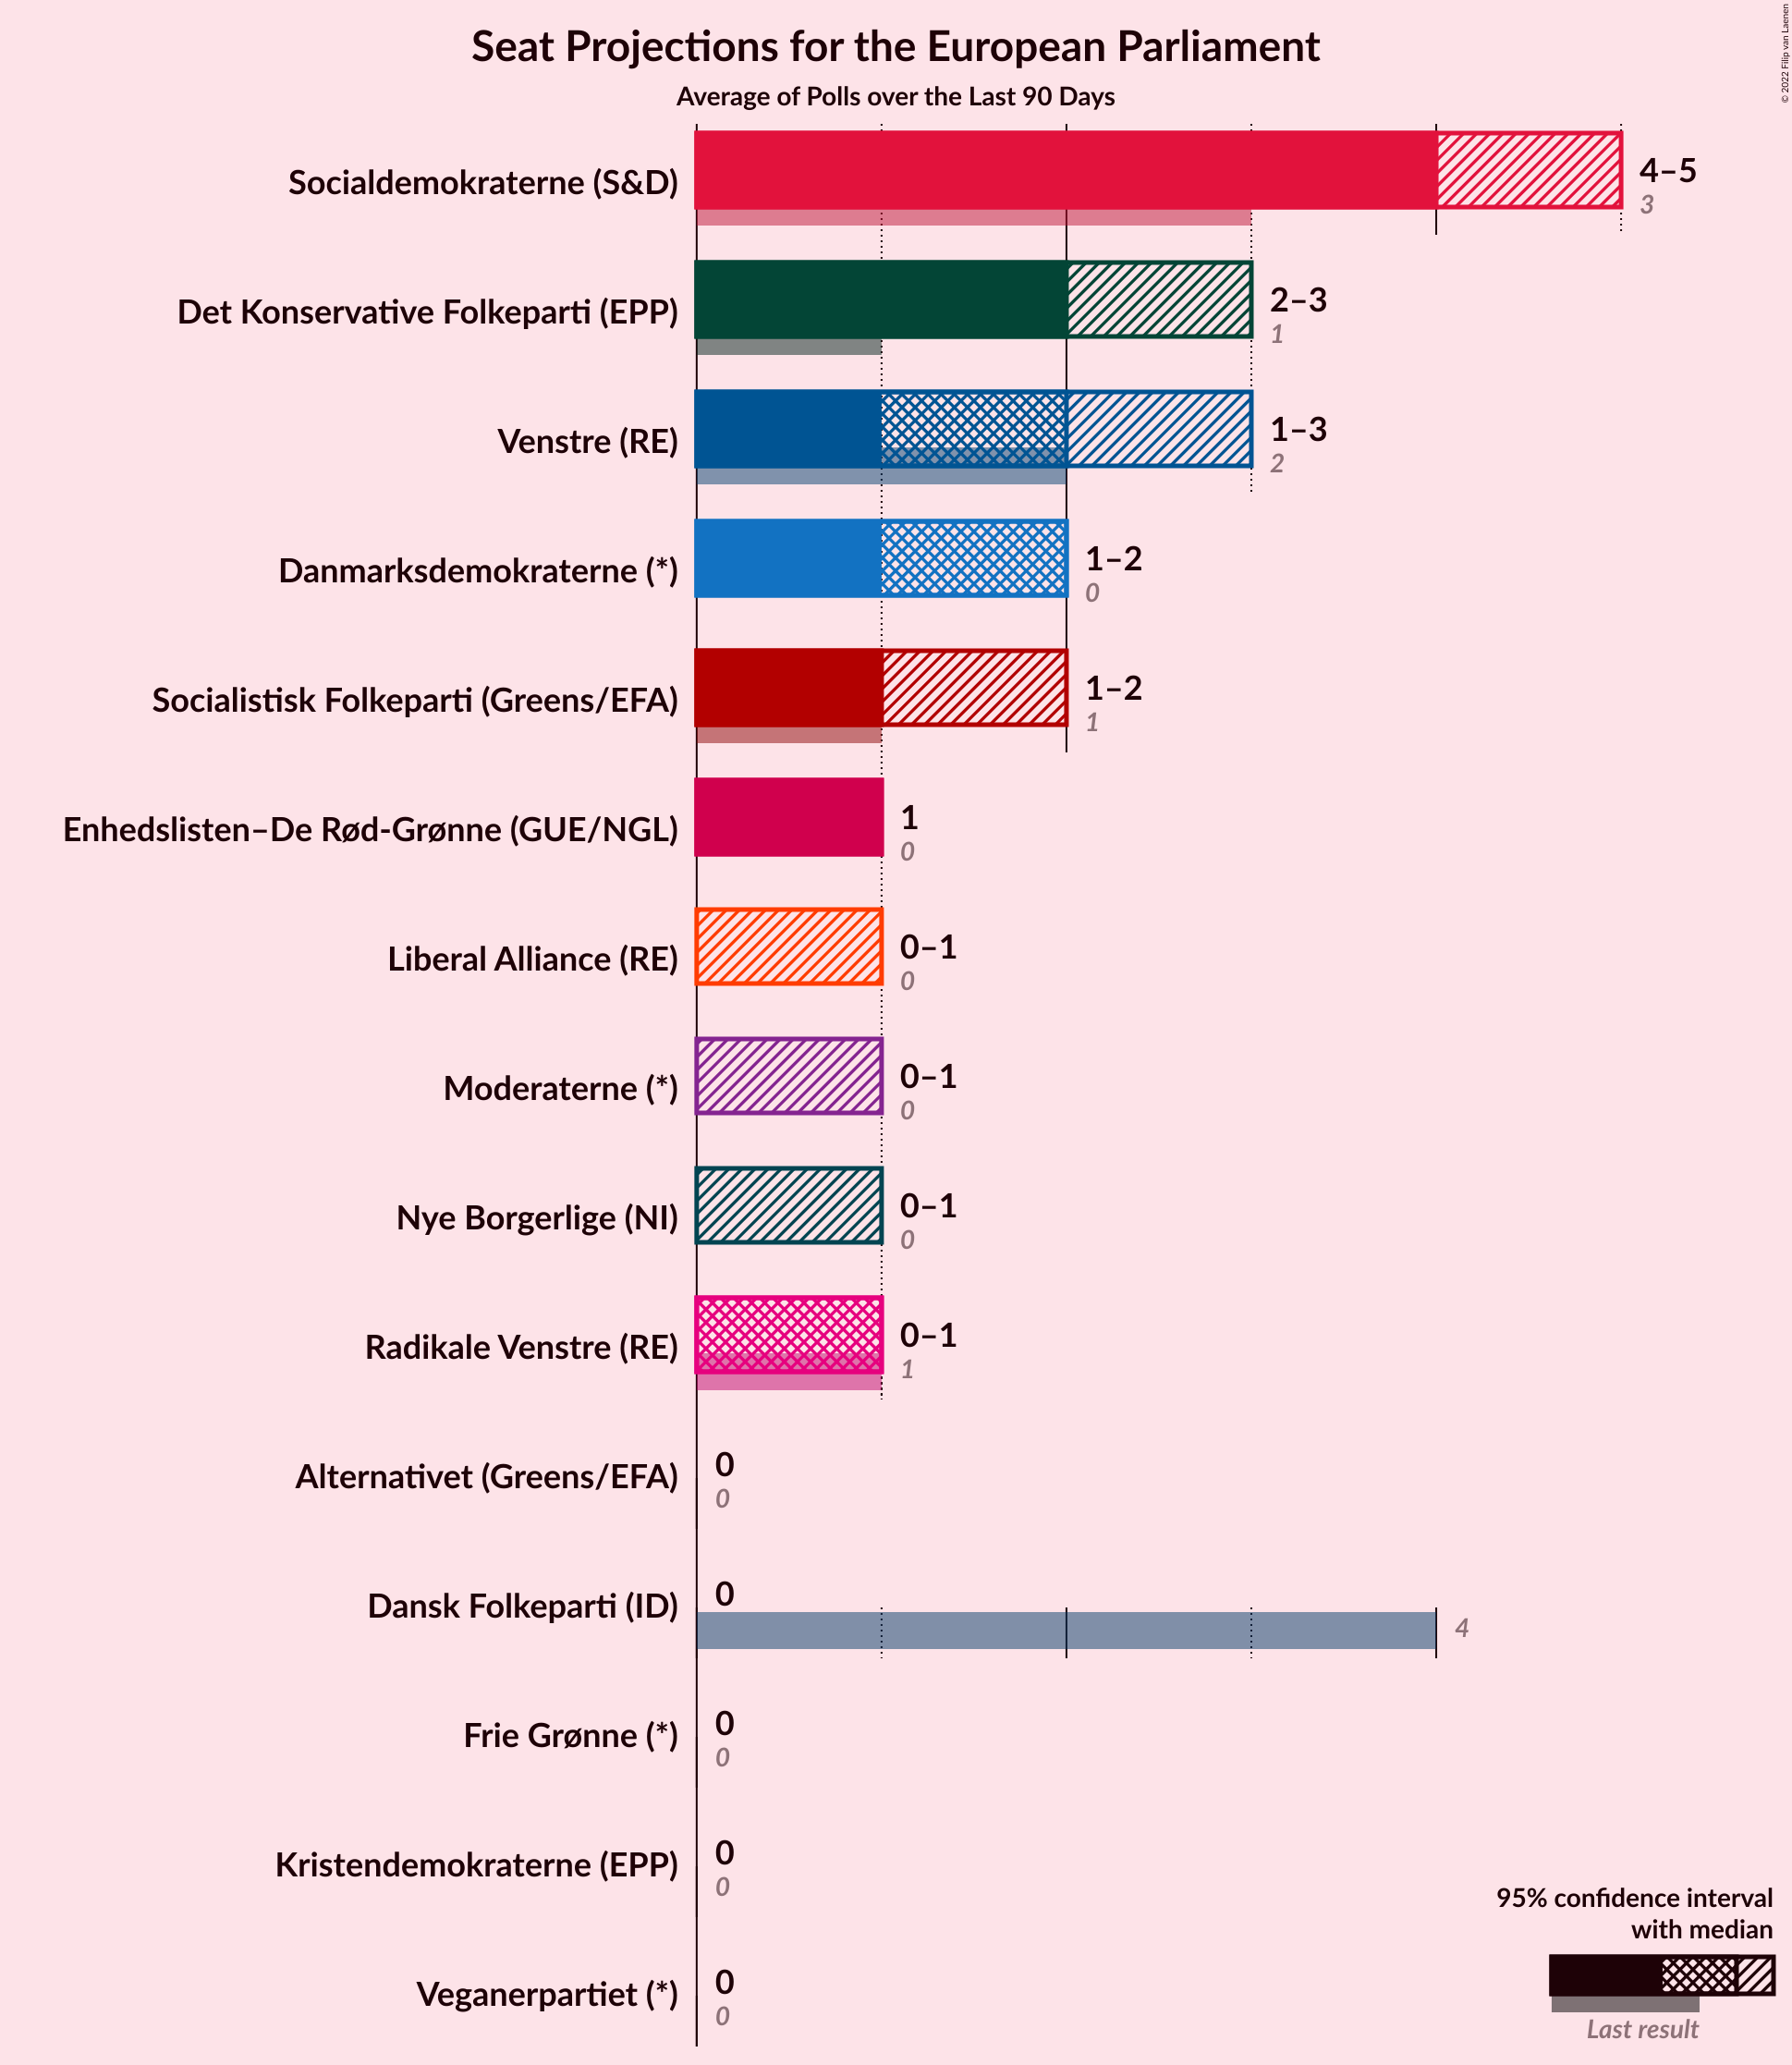 © 2022 Filip van Laenen
Seat Projections for the European Parliament
Average of Polls over the Last 90 Days
Socialdemokraterne (S&D)
4–5
3
Det Konservative Folkeparti (EPP)
2–3
1
Venstre (RE)
1–3
2
Danmarksdemokraterne (*)
1–2
0
Socialistisk Folkeparti (Greens/EFA)
1–2
1
Enhedslisten–De Rød-Grønne (GUE/NGL)
1
0
Liberal Alliance (RE)
0–1
0
Moderaterne (*)
0–1
0
Nye Borgerlige (NI)
0–1
0
Radikale Venstre (RE)
0–1
1
Alternativet (Greens/EFA)
0
0
Dansk Folkeparti (ID)
0
4
Frie Grønne (*)
0
0
Kristendemokraterne (EPP)
0
0
Veganerpartiet (*)
0
0
95% confidence interval
with median
Last result